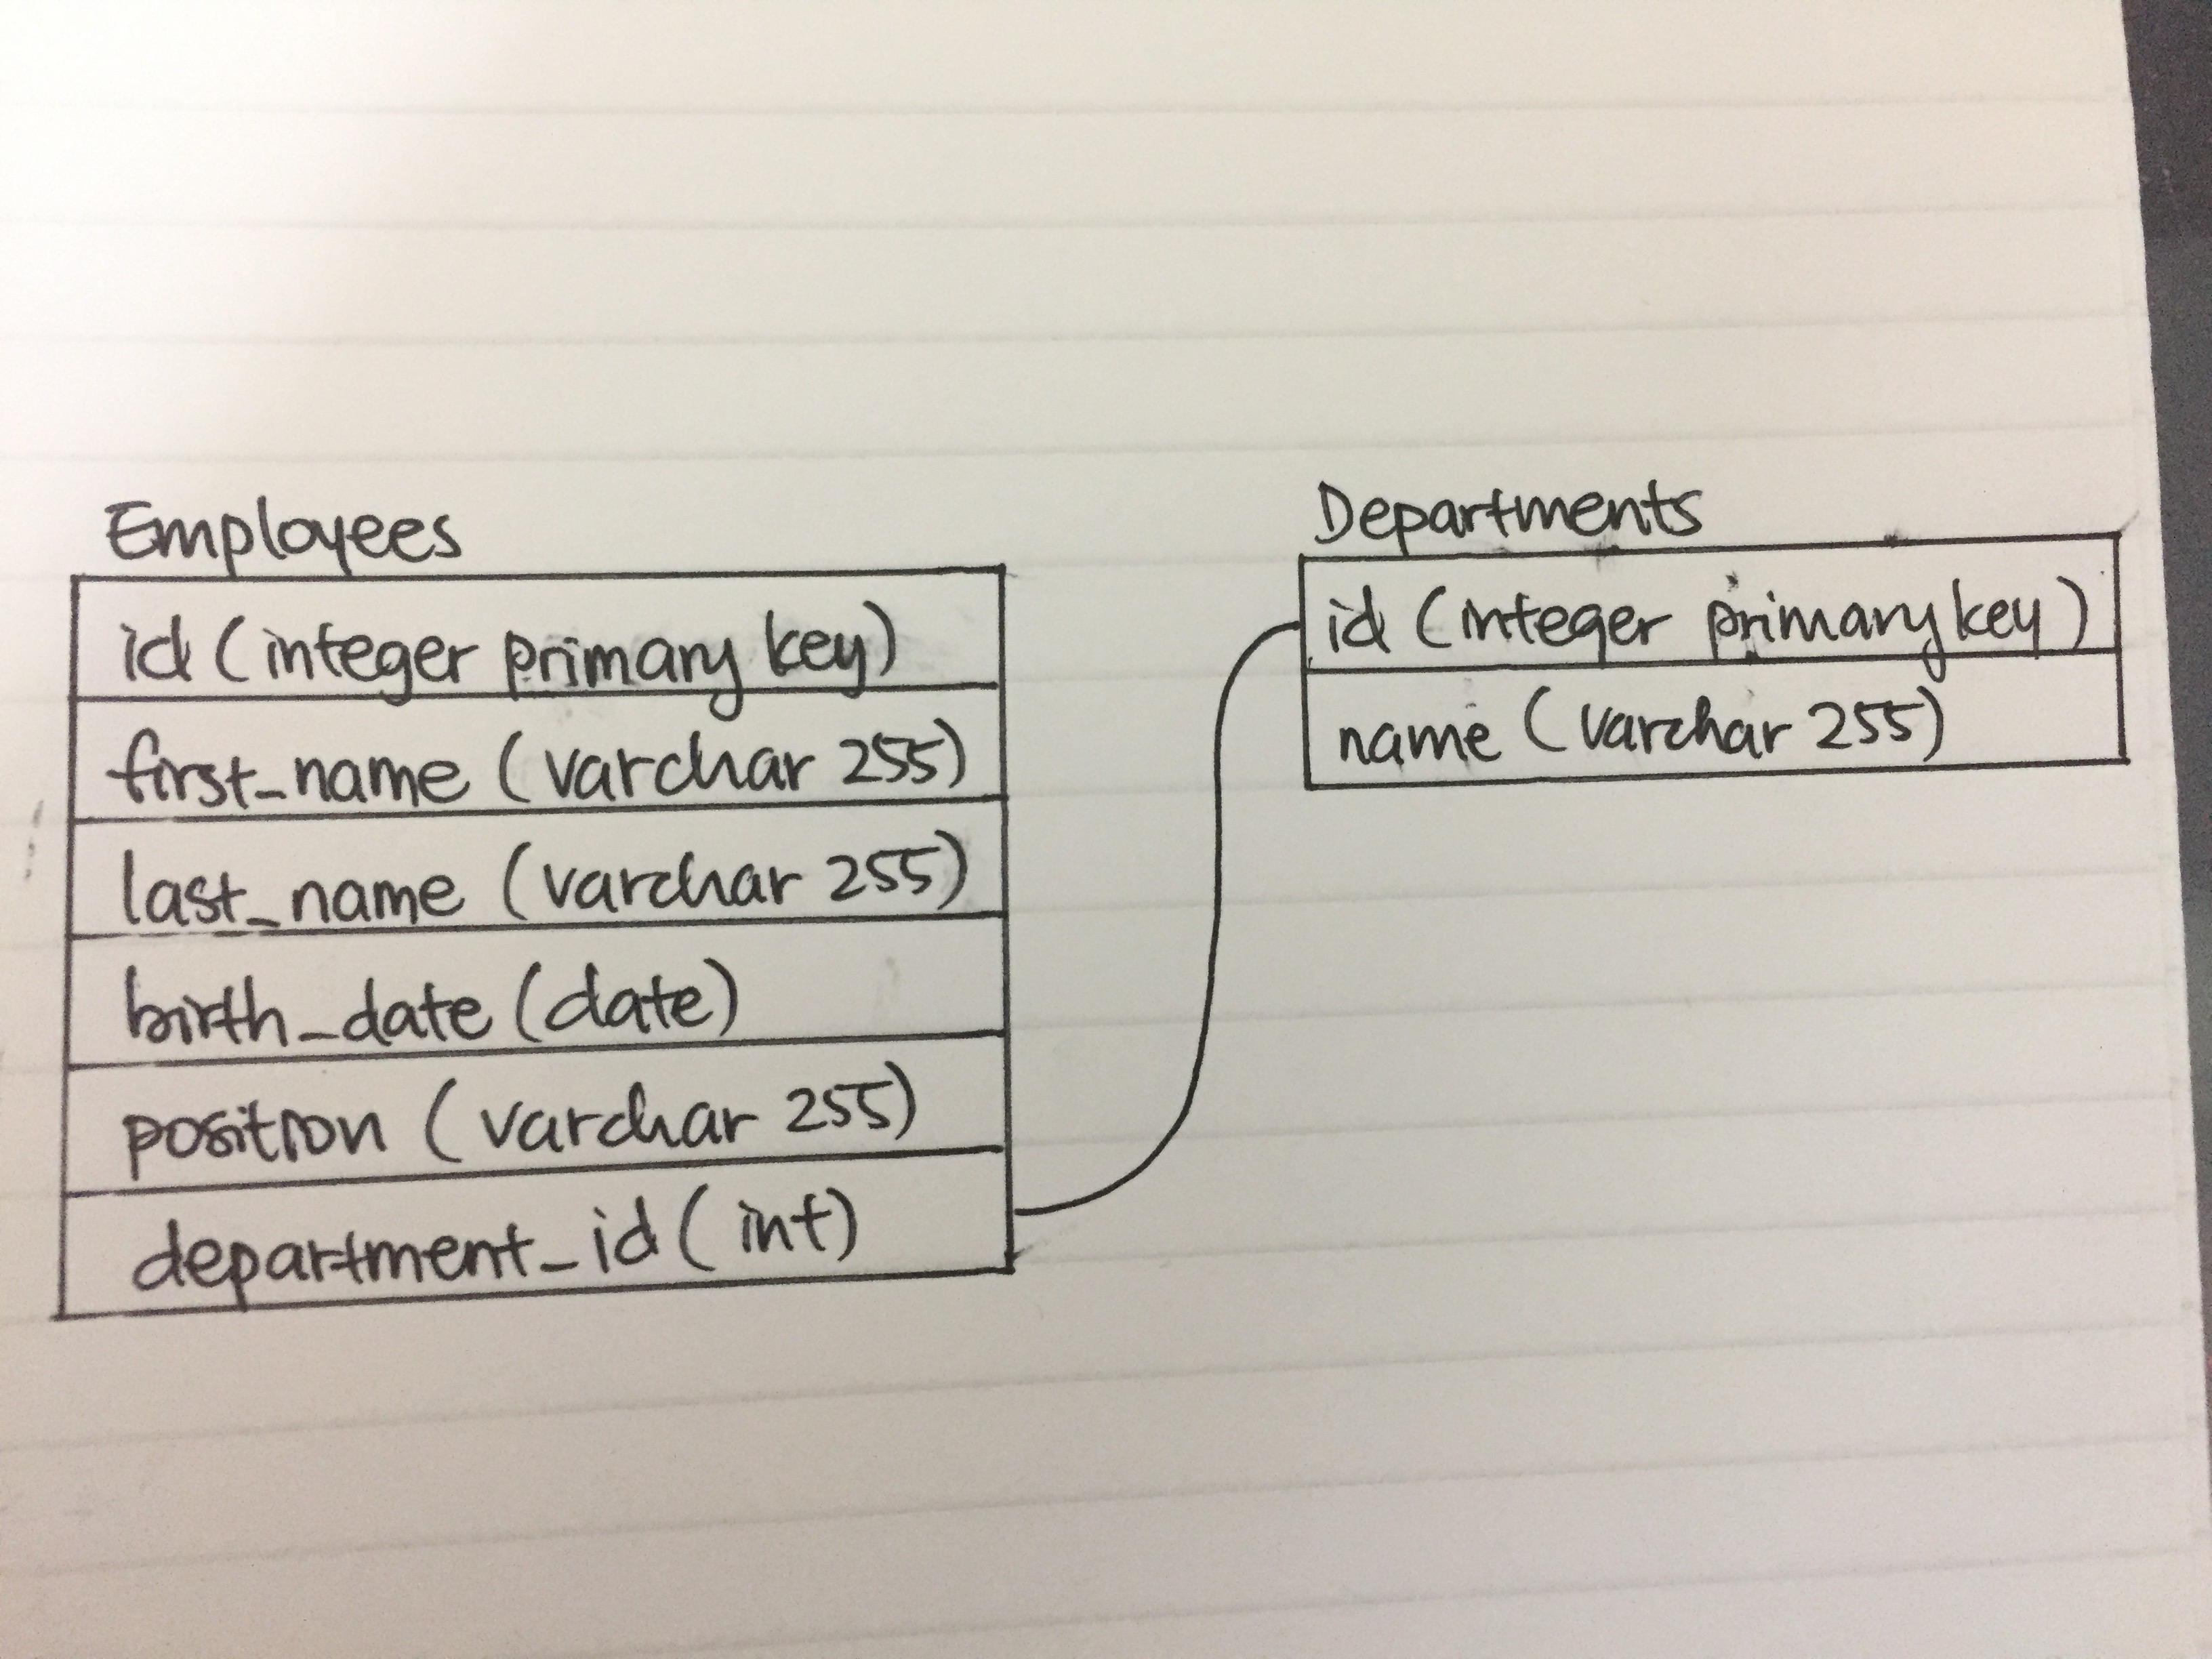 Employees
id (integer primary key)
first_name (varchar 255)
last_name (varchar 255)
birth_date (date)
position (varchar 255)
department_id (int)
Departments
id (integer primary key)
name (varchar 255)